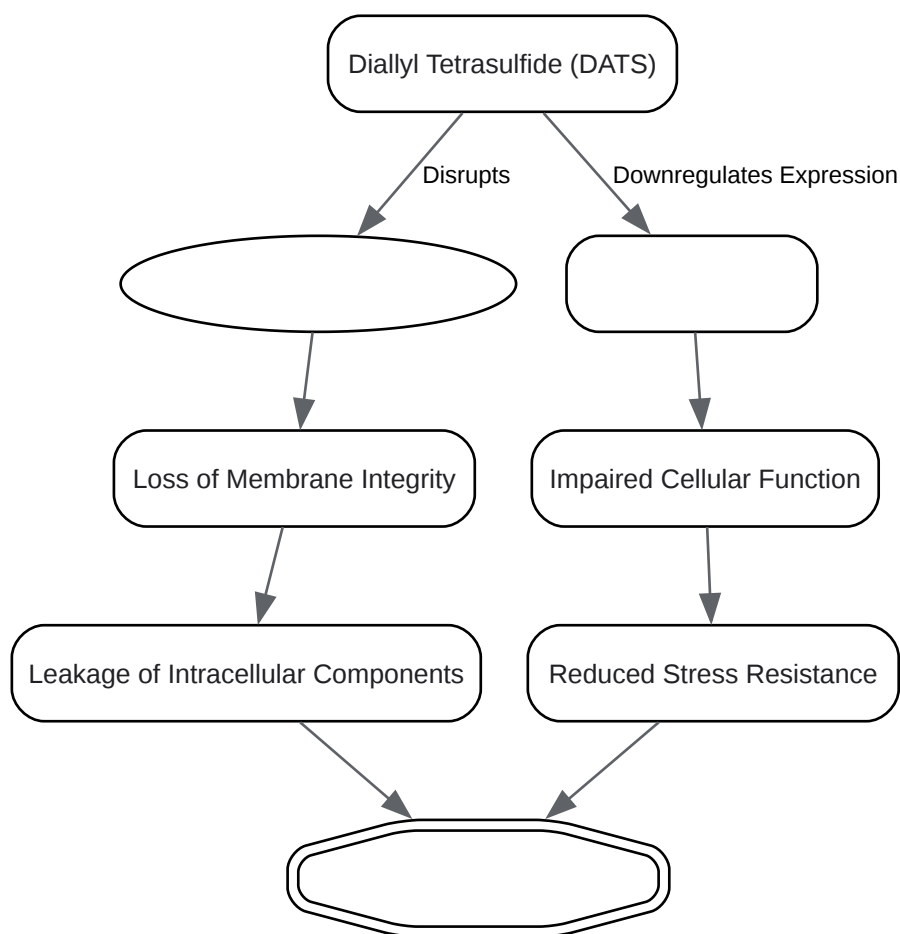 Diallyl Tetrasulfide (DATS)
Disrupts
Downregulates Expression
Loss of Membrane Integrity
Impaired Cellular Function
Leakage of Intracellular Components
Reduced Stress Resistance